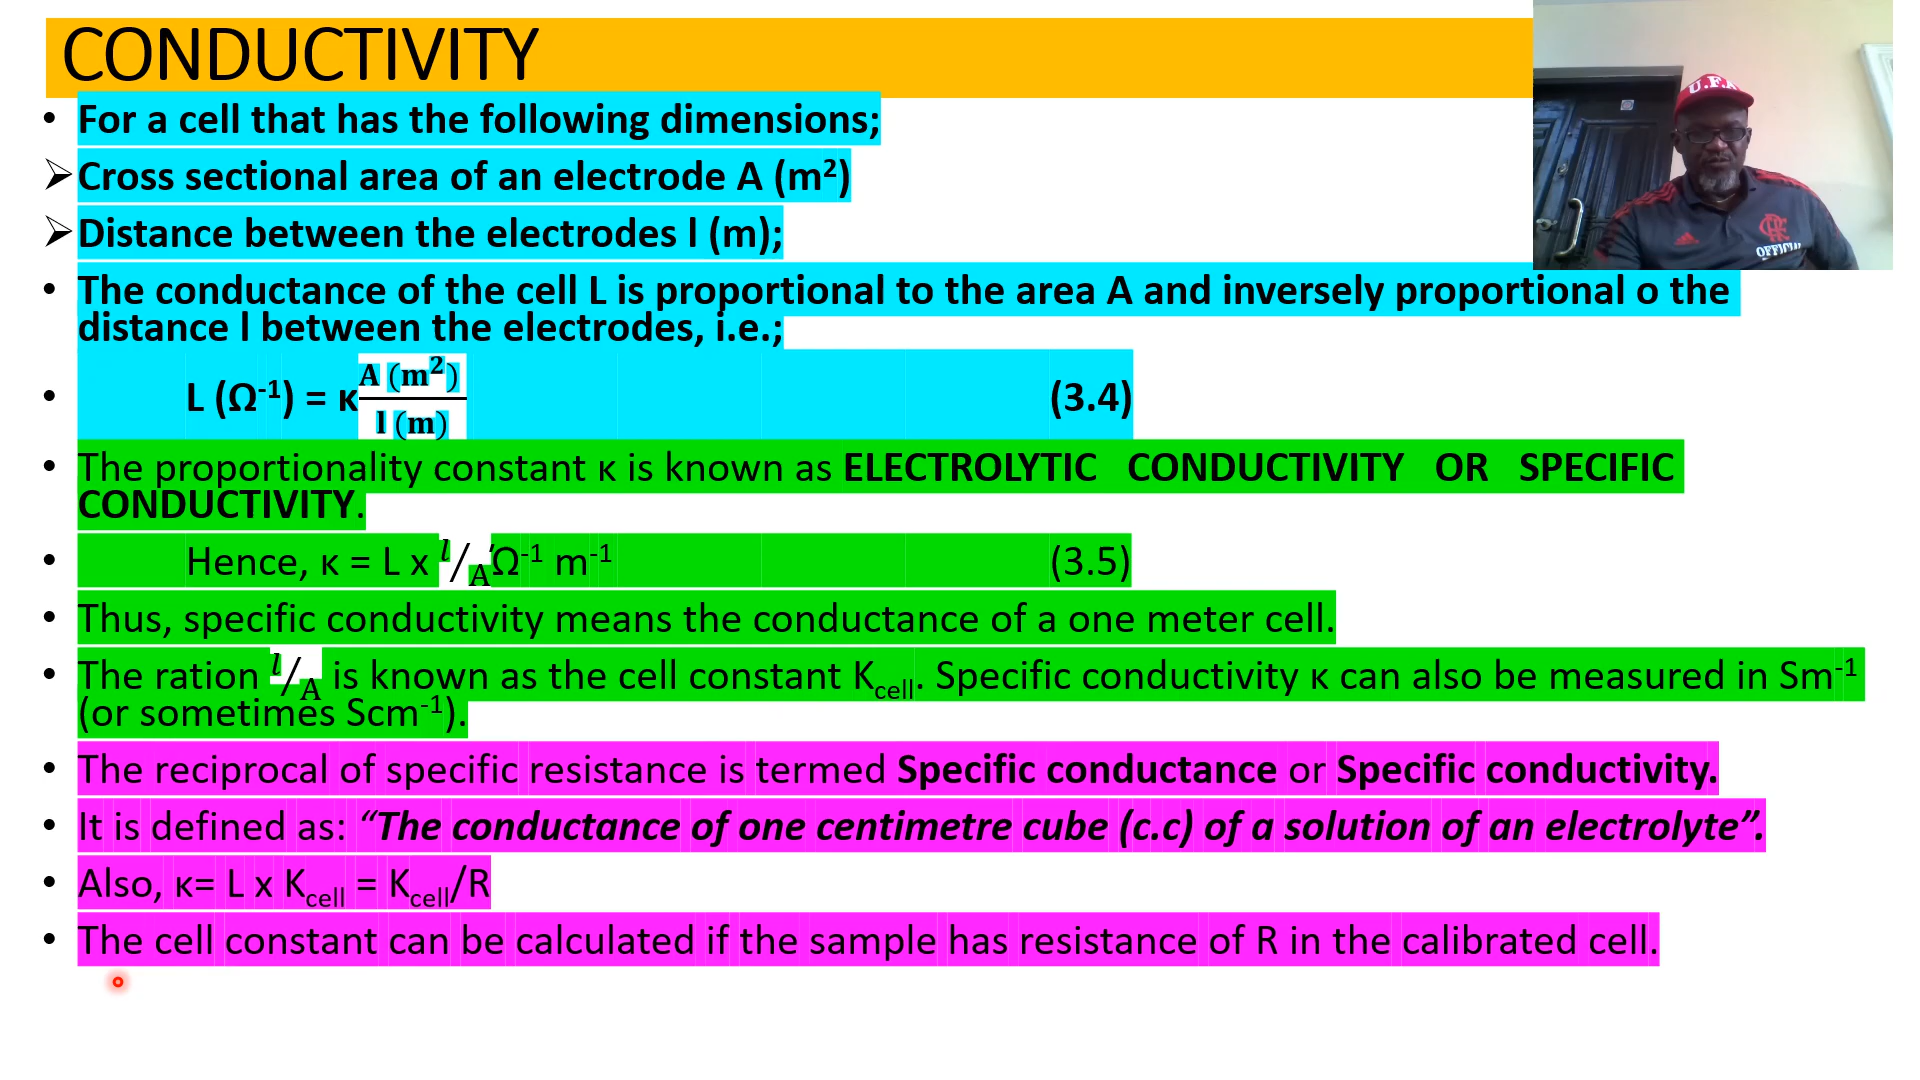 CONDUCTIVITY
• For a cell that has the following dimensions;
➢ Cross sectional area of an electrode A (m²)
➢ Distance between the electrodes l (m);
• The conductance of the cell L is proportional to the area A and inversely proportional o the
distance l between the electrodes, i.e.;
• L (Ω⁻¹) = κ A (m²) / l (m) (3.4)
• The proportionality constant κ is known as ELECTROLYTIC CONDUCTIVITY OR SPECIFIC
CONDUCTIVITY.
• Hence, κ = L x l/A, Ω⁻¹ m⁻¹ (3.5)
• Thus, specific conductivity means the conductance of a one meter cell.
• The ration l/A is known as the cell constant K_cell. Specific conductivity κ can also be measured in Sm⁻¹
(or sometimes Scm⁻¹).
• The reciprocal of specific resistance is termed Specific conductance or Specific conductivity.
• It is defined as: “The conductance of one centimetre cube (c.c) of a solution of an electrolyte”.
• Also, κ= L x K_cell = K_cell/R
• The cell constant can be calculated if the sample has resistance of R in the calibrated cell.